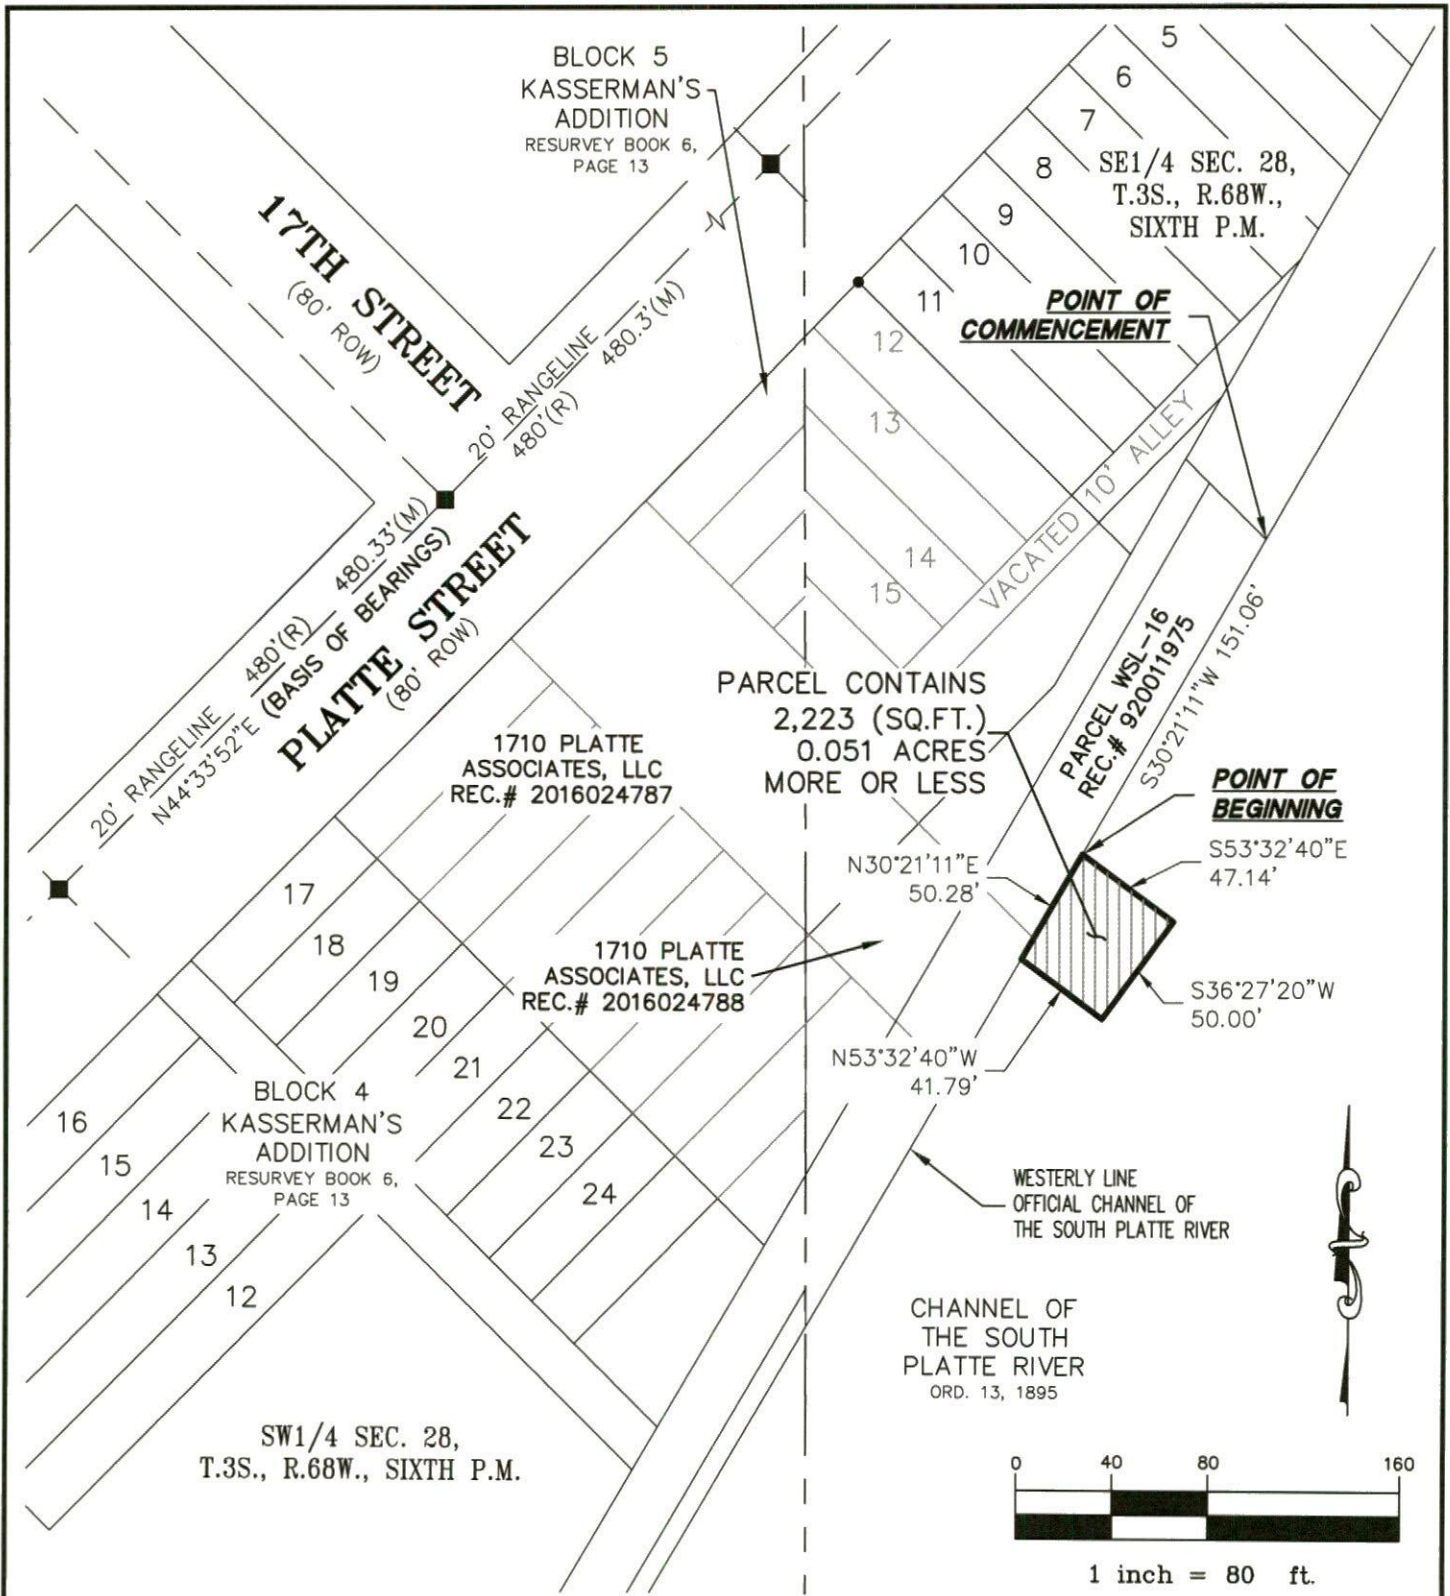 BLOCK 5
KASSERMAN'S
ADDITION
RESURVEY BOOK 6,
PAGE 13
5
6
7
8
9
10
11
12
13
14
15
SE1/4 SEC. 28,
T.3S., R.68W.,
SIXTH P.M.
17TH STREET
(80' ROW)
20' RANGELINE
480'(R)
480.3'(M)
POINT OF
COMMENCEMENT
VACATED 10' ALLEY
20' RANGELINE
480'(R)
480.33'(M)
N44°33'52"E (BASIS OF BEARINGS)
PLATTE STREET
(80' ROW)
PARCEL CONTAINS
2,223 (SQ.FT.)
0.051 ACRES
MORE OR LESS
PARCEL WSL-16
REC.# 920011975
S30°21'11"W 151.06'
1710 PLATTE
ASSOCIATES, LLC
REC.# 2016024787
POINT OF
BEGINNING
N30°21'11"E
50.28'
S53°32'40"E
47.14'
17
18
19
20
21
22
23
24
1710 PLATTE
ASSOCIATES, LLC
REC.# 2016024788
S36°27'20"W
50.00'
N53°32'40"W
41.79'
BLOCK 4
KASSERMAN'S
ADDITION
RESURVEY BOOK 6,
PAGE 13
16
15
14
13
12
WESTERLY LINE
OFFICIAL CHANNEL OF
THE SOUTH PLATTE RIVER
CHANNEL OF
THE SOUTH
PLATTE RIVER
ORD. 13, 1895
SW1/4 SEC. 28,
T.3S., R.68W., SIXTH P.M.
0 40 80 160
1 inch = 80 ft.